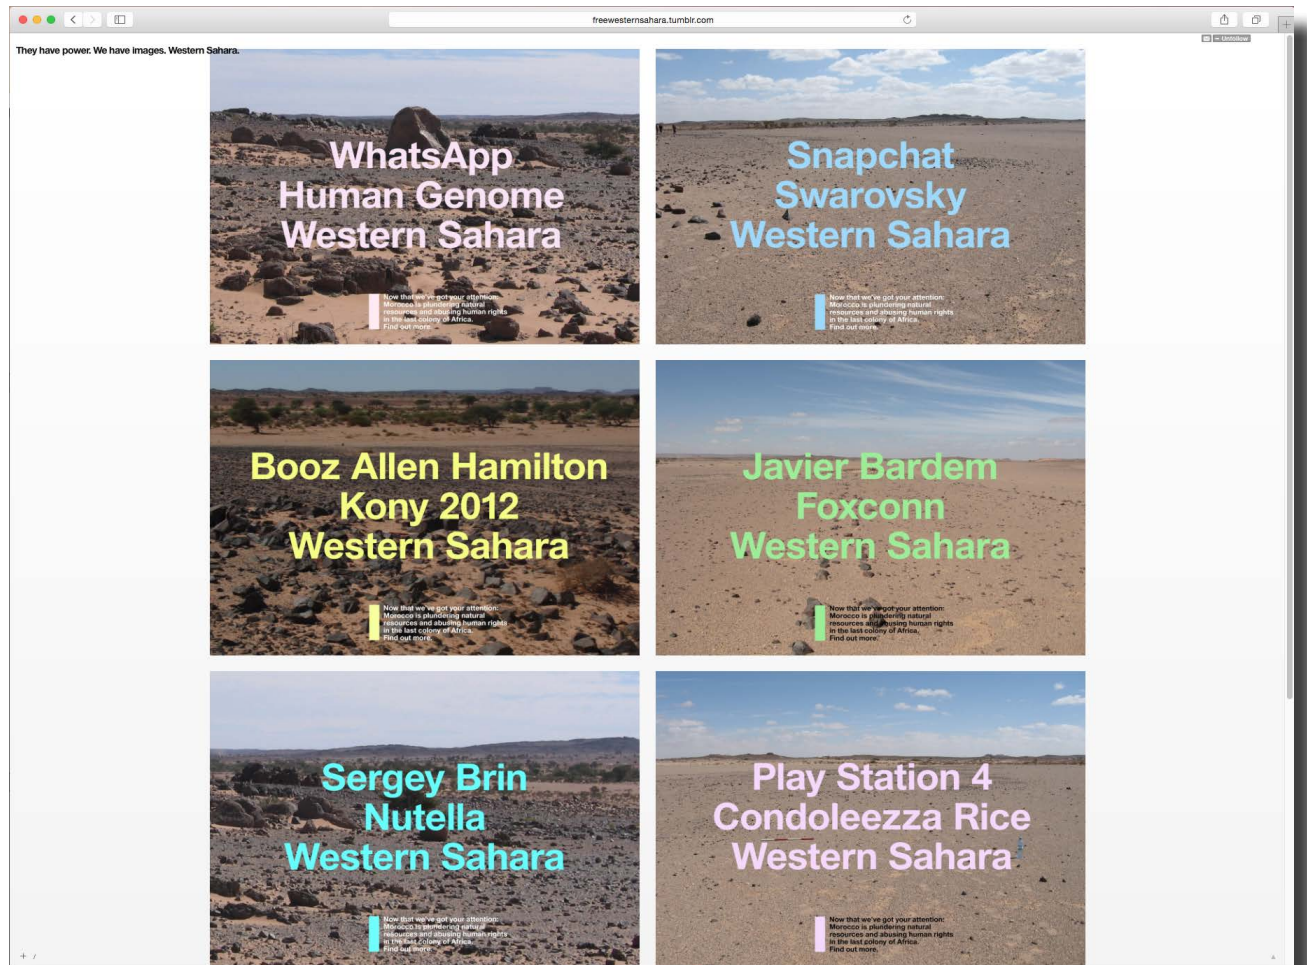 freewesternsahara.tumblr.com
Unfollow
They have power. We have images. Western Sahara.
WhatsApp
Human Genome
Western Sahara
Now that we've got your attention:
Morocco is plundering natural
resources and abusing human rights
in the last colony of Africa.
Find out more.
Snapchat
Swarovsky
Western Sahara
Now that we've got your attention:
Morocco is plundering natural
resources and abusing human rights
in the last colony of Africa.
Find out more.
Booz Allen Hamilton
Kony 2012
Western Sahara
Now that we've got your attention:
Morocco is plundering natural
resources and abusing human rights
in the last colony of Africa.
Find out more.
Javier Bardem
Foxconn
Western Sahara
Now that we've got your attention:
Morocco is plundering natural
resources and abusing human rights
in the last colony of Africa.
Find out more.
Sergey Brin
Nutella
Western Sahara
Now that we've got your attention:
Morocco is plundering natural
resources and abusing human rights
in the last colony of Africa.
Find out more.
Play Station 4
Condoleezza Rice
Western Sahara
Now that we've got your attention:
Morocco is plundering natural
resources and abusing human rights
in the last colony of Africa.
Find out more.
+ /